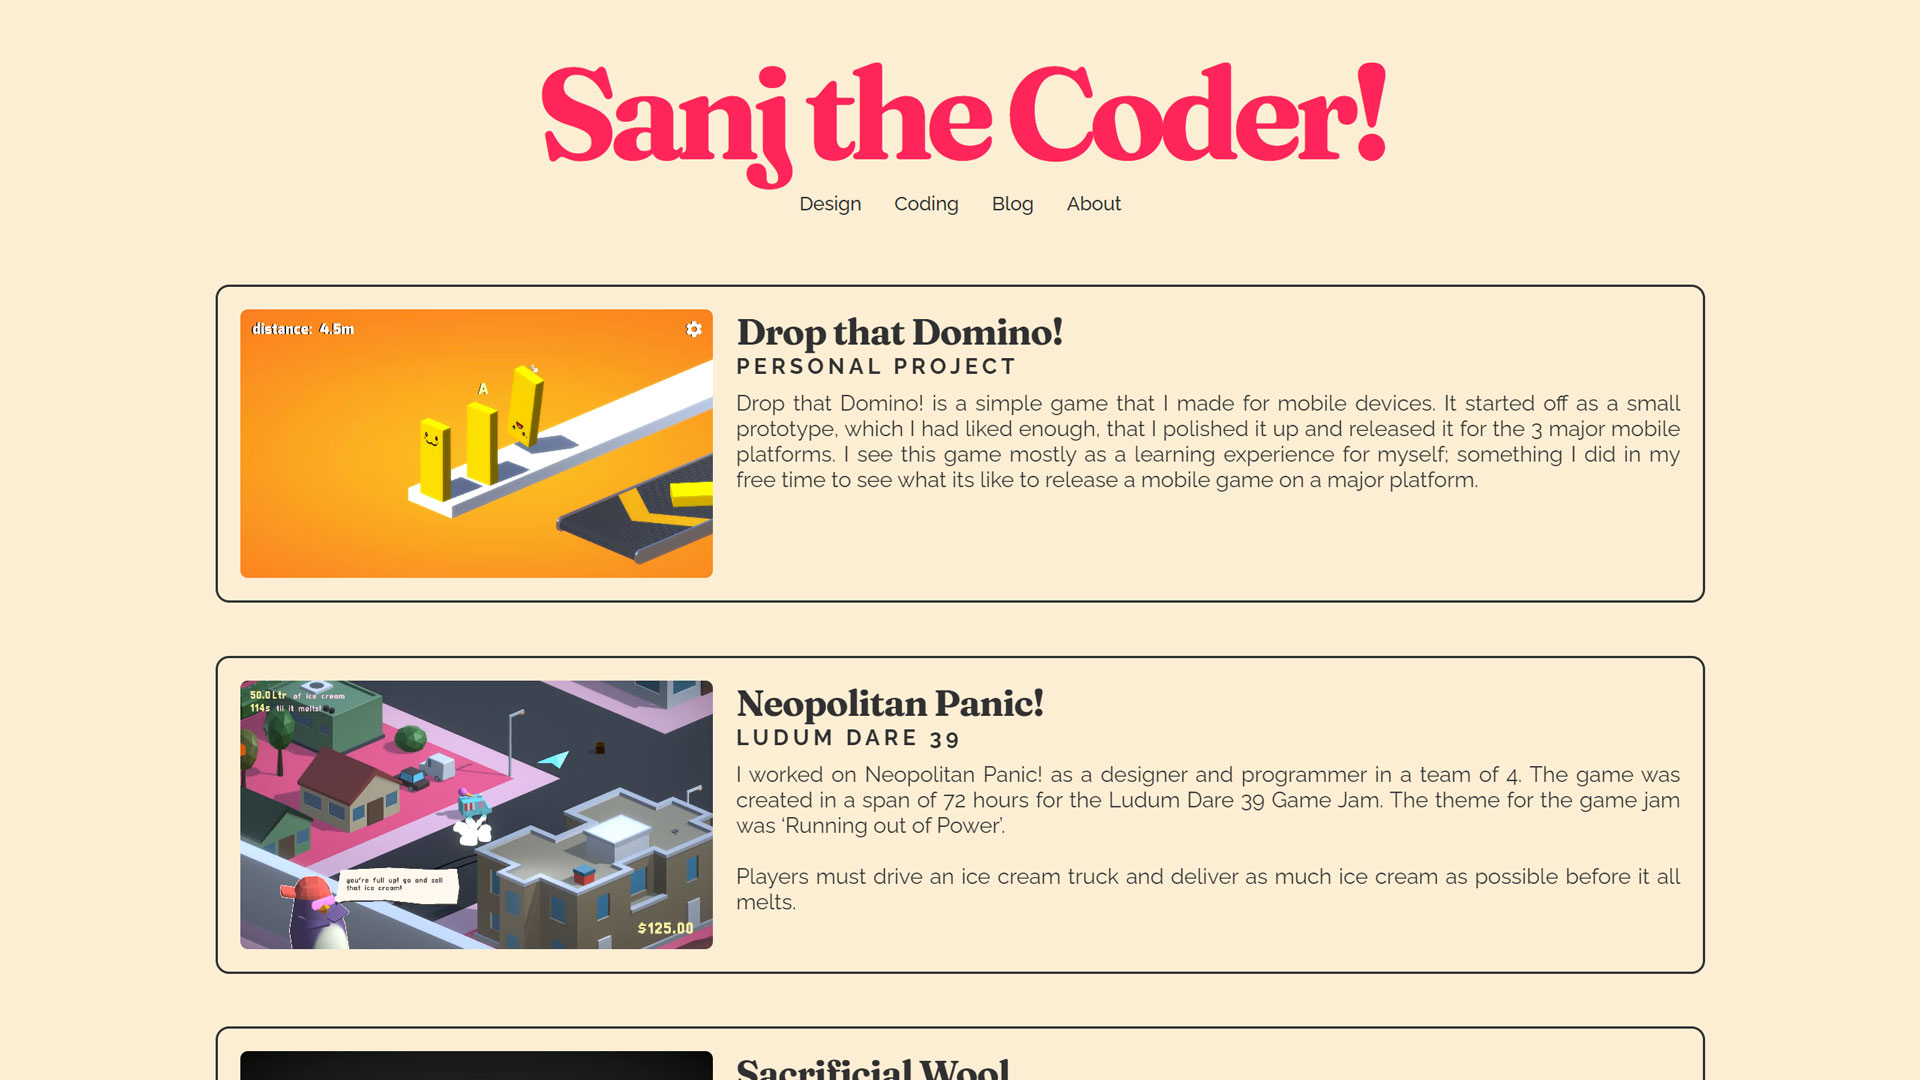 Sanj the Coder!
Design Coding Blog About
distance: 4.5m
A
Drop that Domino!
PERSONAL PROJECT
Drop that Domino! is a simple game that I made for mobile devices. It started off as a small
prototype, which I had liked enough, that I polished it up and released it for the 3 major mobile
platforms. I see this game mostly as a learning experience for myself; something I did in my
free time to see what its like to release a mobile game on a major platform.
50.0Ltr of ice cream
114s til it melts!
you're full up! go and sell
that ice cream!
$125.00
Neopolitan Panic!
LUDUM DARE 39
I worked on Neopolitan Panic! as a designer and programmer in a team of 4. The game was
created in a span of 72 hours for the Ludum Dare 39 Game Jam. The theme for the game jam
was ‘Running out of Power’.
Players must drive an ice cream truck and deliver as much ice cream as possible before it all
melts.
Sacrificial Wool